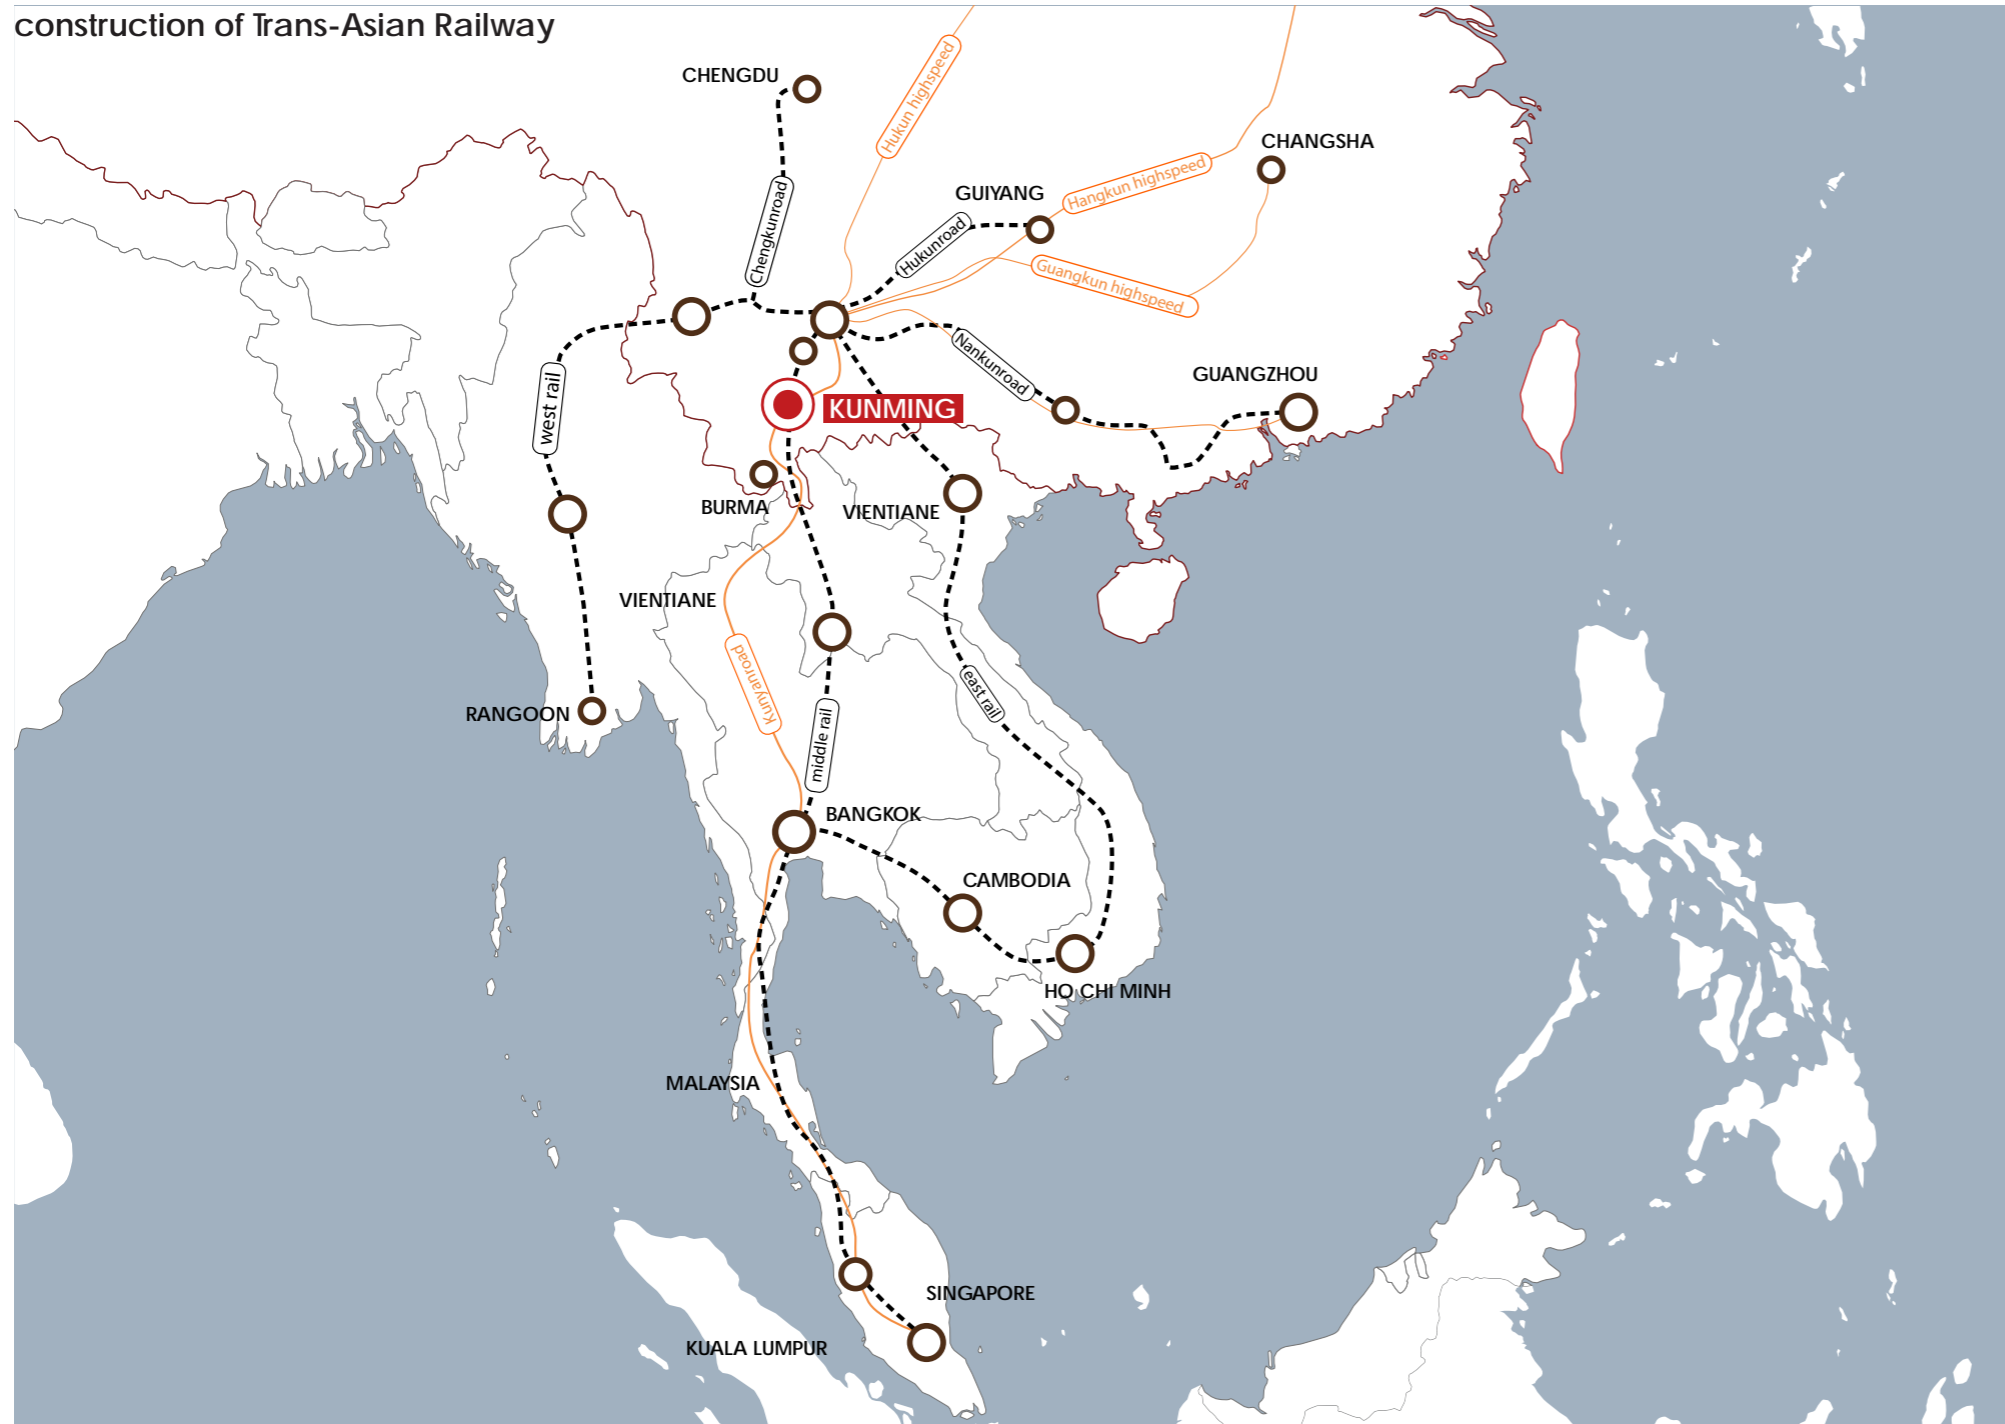 construction of Trans-Asian Railway
CHENGDU
Hukun highspeed
CHANGSHA
Hangkun highspeed
GUIYANG
Chengkunroad
Hukunroad
Guangkun highspeed
Nankunroad
GUANGZHOU
west rail
KUNMING
BURMA
VIENTIANE
VIENTIANE
Kunyanroad
east rail
RANGOON
middle rail
BANGKOK
CAMBODIA
HO CHI MINH
MALAYSIA
SINGAPORE
KUALA LUMPUR